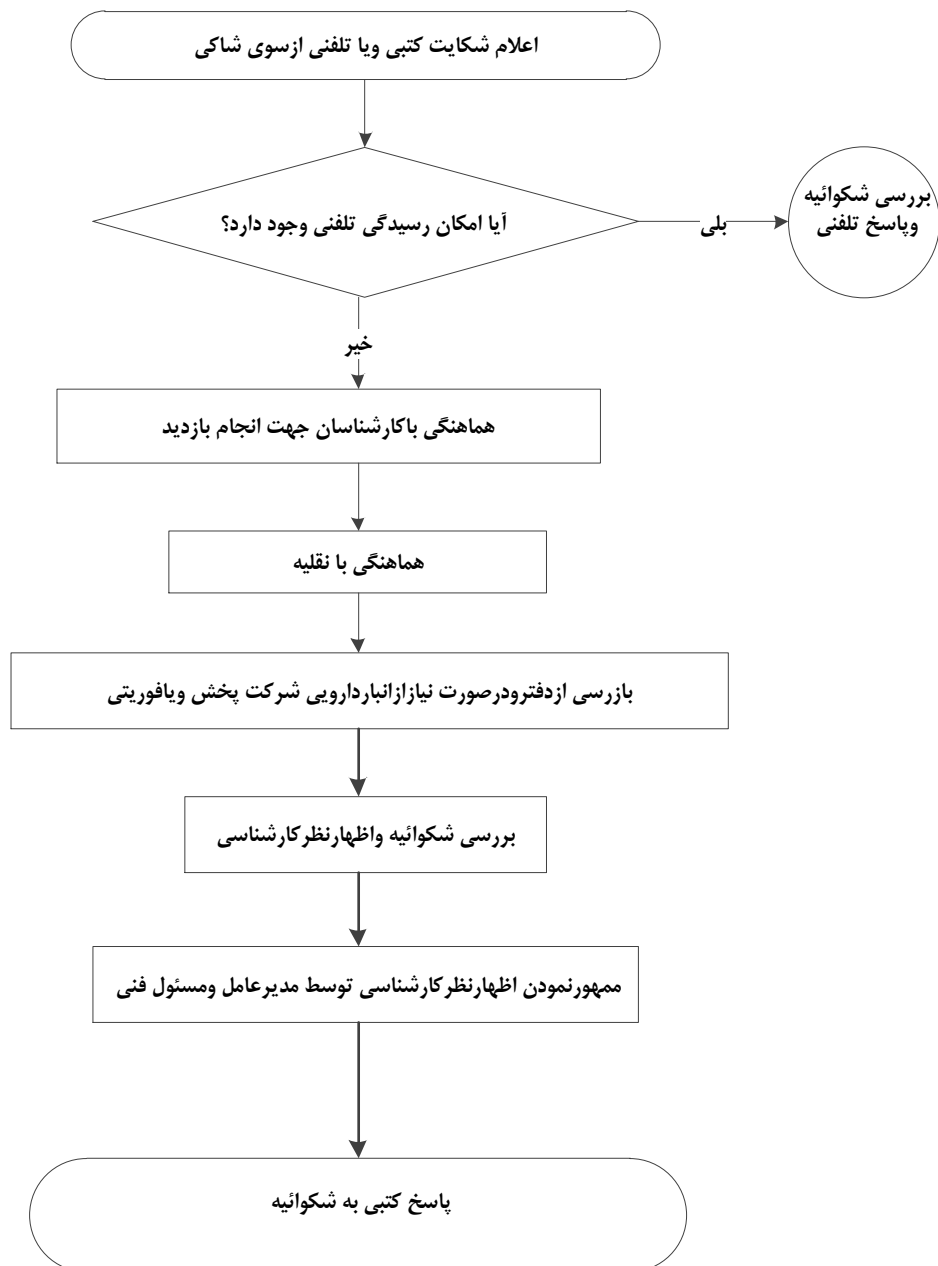 اعلام شکایت کتبی ویا تلفنی ازسوی شاکی
آیا امکان رسیدگی تلفنی وجود دارد؟
بلی
بررسی شکوائیه
وپاسخ تلفنی
خیر
هماهنگی باکارشناسان جهت انجام بازدید
هماهنگی با نقلیه
بازرسی ازدفترودرصورت نیازازانباردارویی شرکت پخش ویافوریتی
بررسی شکوائیه واظهارنظرکارشناسی
ممهورنمودن اظهارنظرکارشناسی توسط مدیرعامل ومسئول فنی
پاسخ کتبی به شکوائیه